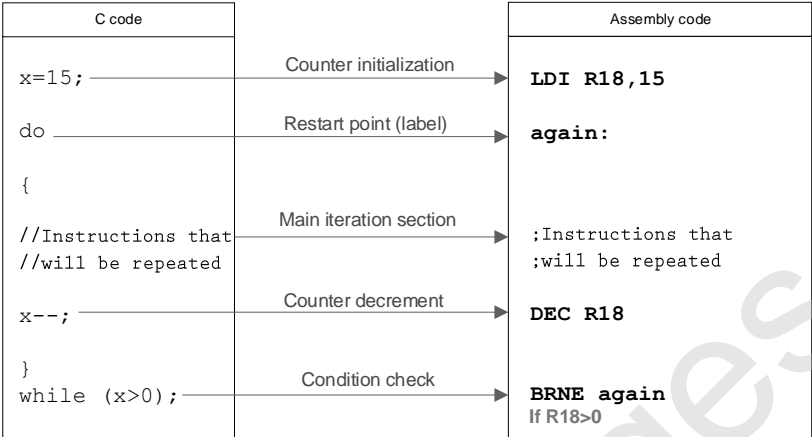 C code
Assembly code
x=15;
Counter initialization
LDI R18,15
do
Restart point (label)
again:
{
//Instructions that
Main iteration section
;Instructions that
//will be repeated
;will be repeated
x--;
Counter decrement
DEC R18
}
while (x>0);
Condition check
BRNE again
If R18>0
ges